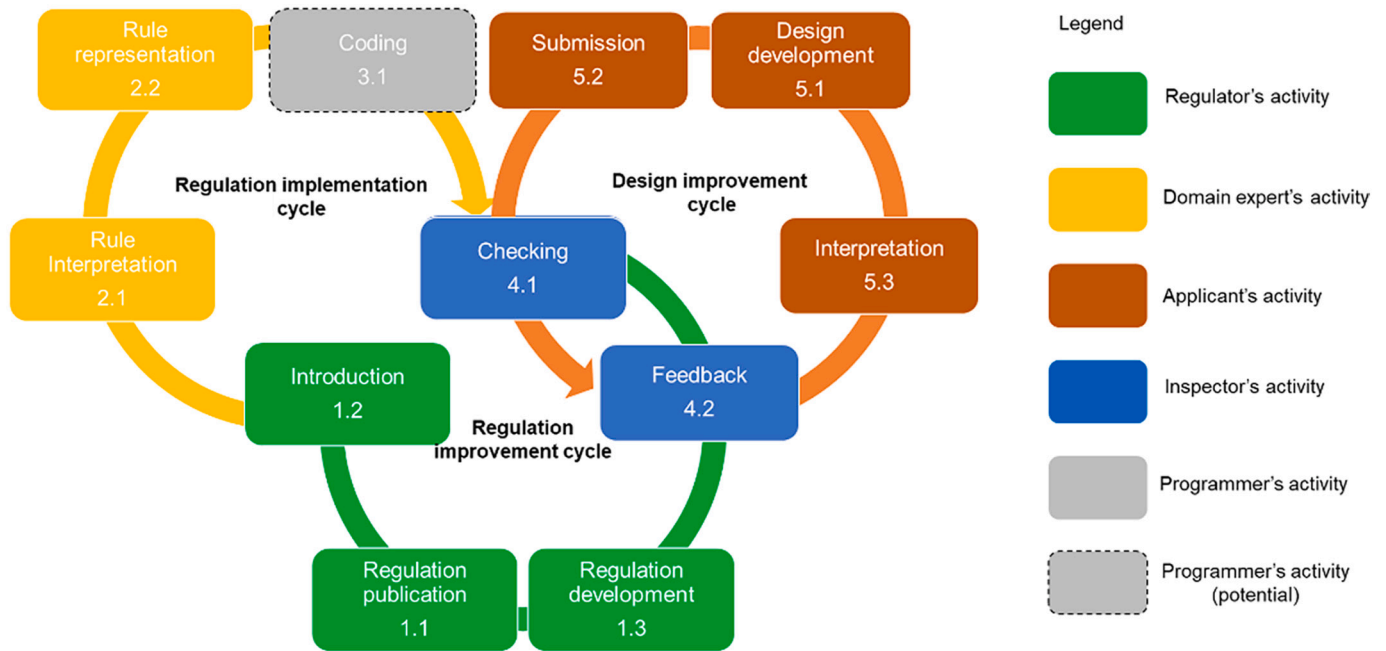 Rule
representation
2.2
Coding
3.1
Submission
5.2
Design
development
5.1
Regulation implementation
cycle
Design improvement
cycle
Rule
Interpretation
2.1
Checking
4.1
Interpretation
5.3
Introduction
1.2
Feedback
4.2
Regulation
improvement cycle
Regulation
publication
1.1
Regulation
development
1.3
Legend
Regulator's activity
Domain expert's activity
Applicant's activity
Inspector's activity
Programmer's activity
Programmer's activity
(potential)